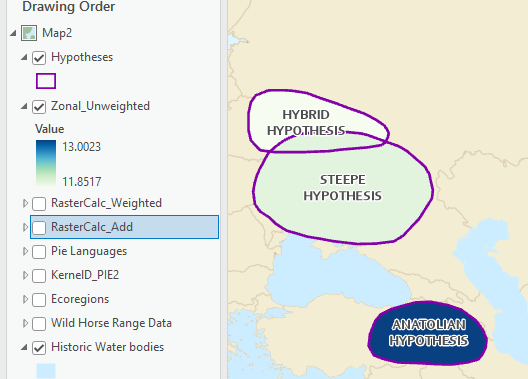 Drawing Order
Map2
Hypotheses
Zonal_Unweighted
Value
13.0023
11.8517
RasterCalc_Weighted
RasterCalc_Add
Pie Languages
KernelD_PIE2
Ecoregions
Wild Horse Range Data
Historic Water bodies
HYBRID
HYPOTHESIS
STEEPE
HYPOTHESIS
ANATOLIAN
HYPOTHESIS